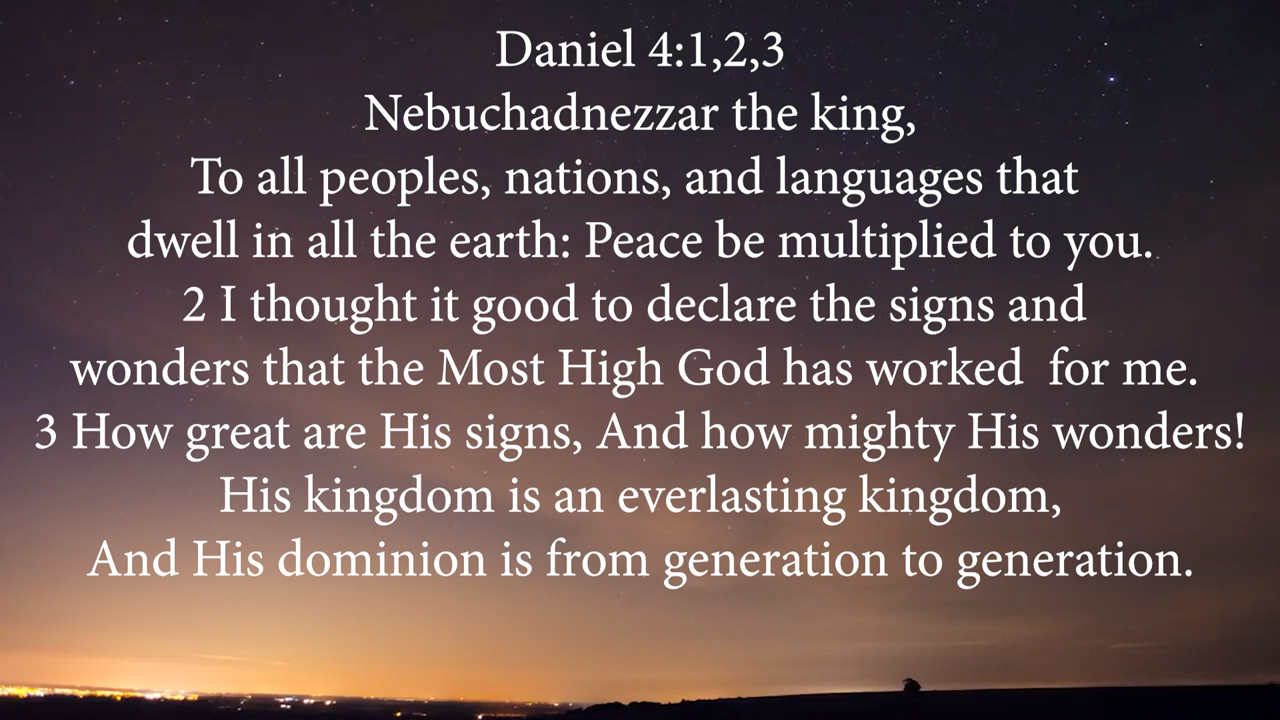 Daniel 4:1,2,3
Nebuchadnezzar the king,
To all peoples, nations, and languages that
dwell in all the earth: Peace be multiplied to you.
2 I thought it good to declare the signs and
wonders that the Most High God has worked  for me.
3 How great are His signs, And how mighty His wonders!
His kingdom is an everlasting kingdom,
And His dominion is from generation to generation.